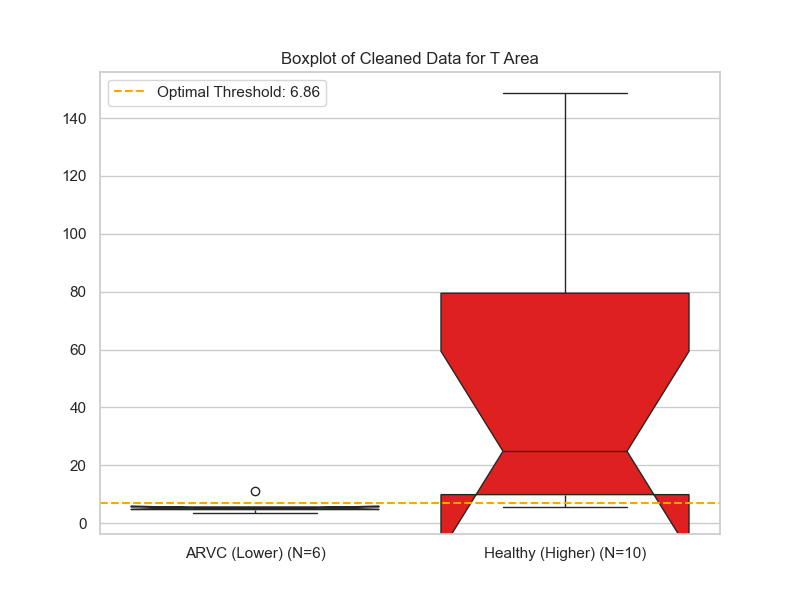 Boxplot of Cleaned Data for T Area
Optimal Threshold: 6.86
140
120
100
80
60
40
20
0
ARVC (Lower) (N=6)
Healthy (Higher) (N=10)